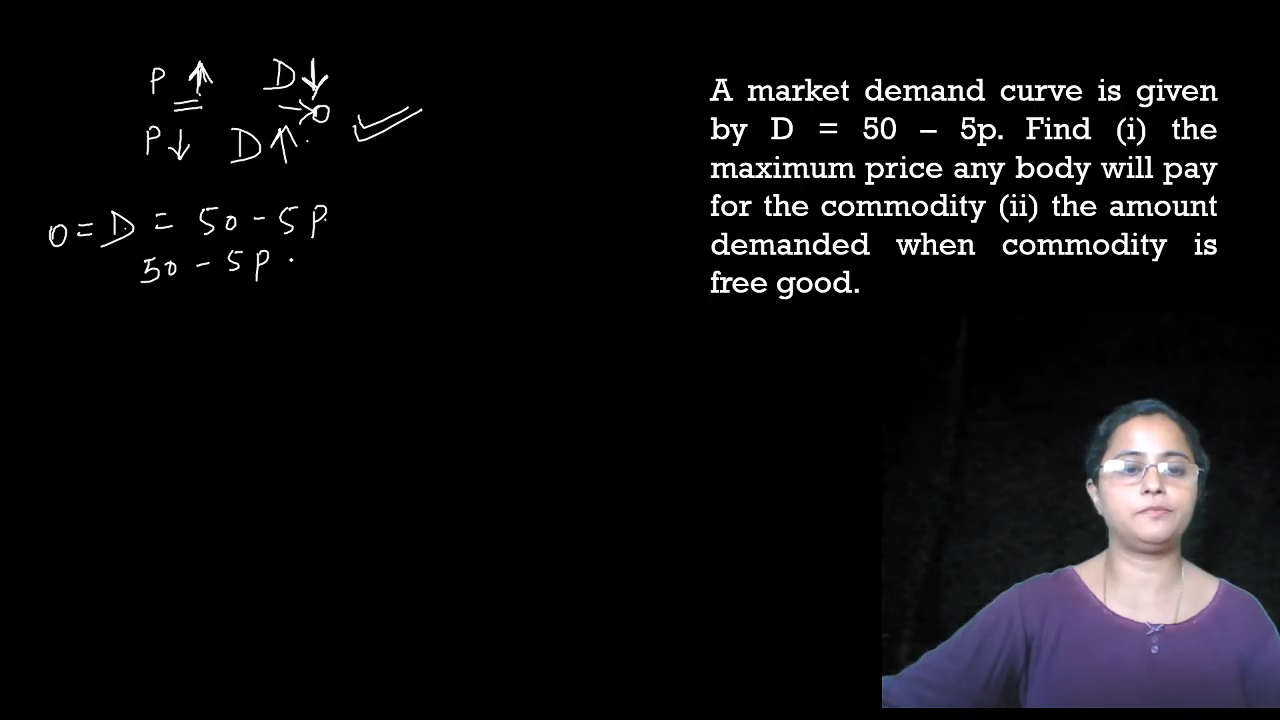 P ↑ D ↓
→ 0
P ↓ D ↑
0 = D = 50 - 5P
50 - 5P
A market demand curve is given
by D = 50 – 5p. Find (i) the
maximum price any body will pay
for the commodity (ii) the amount
demanded when commodity is
free good.